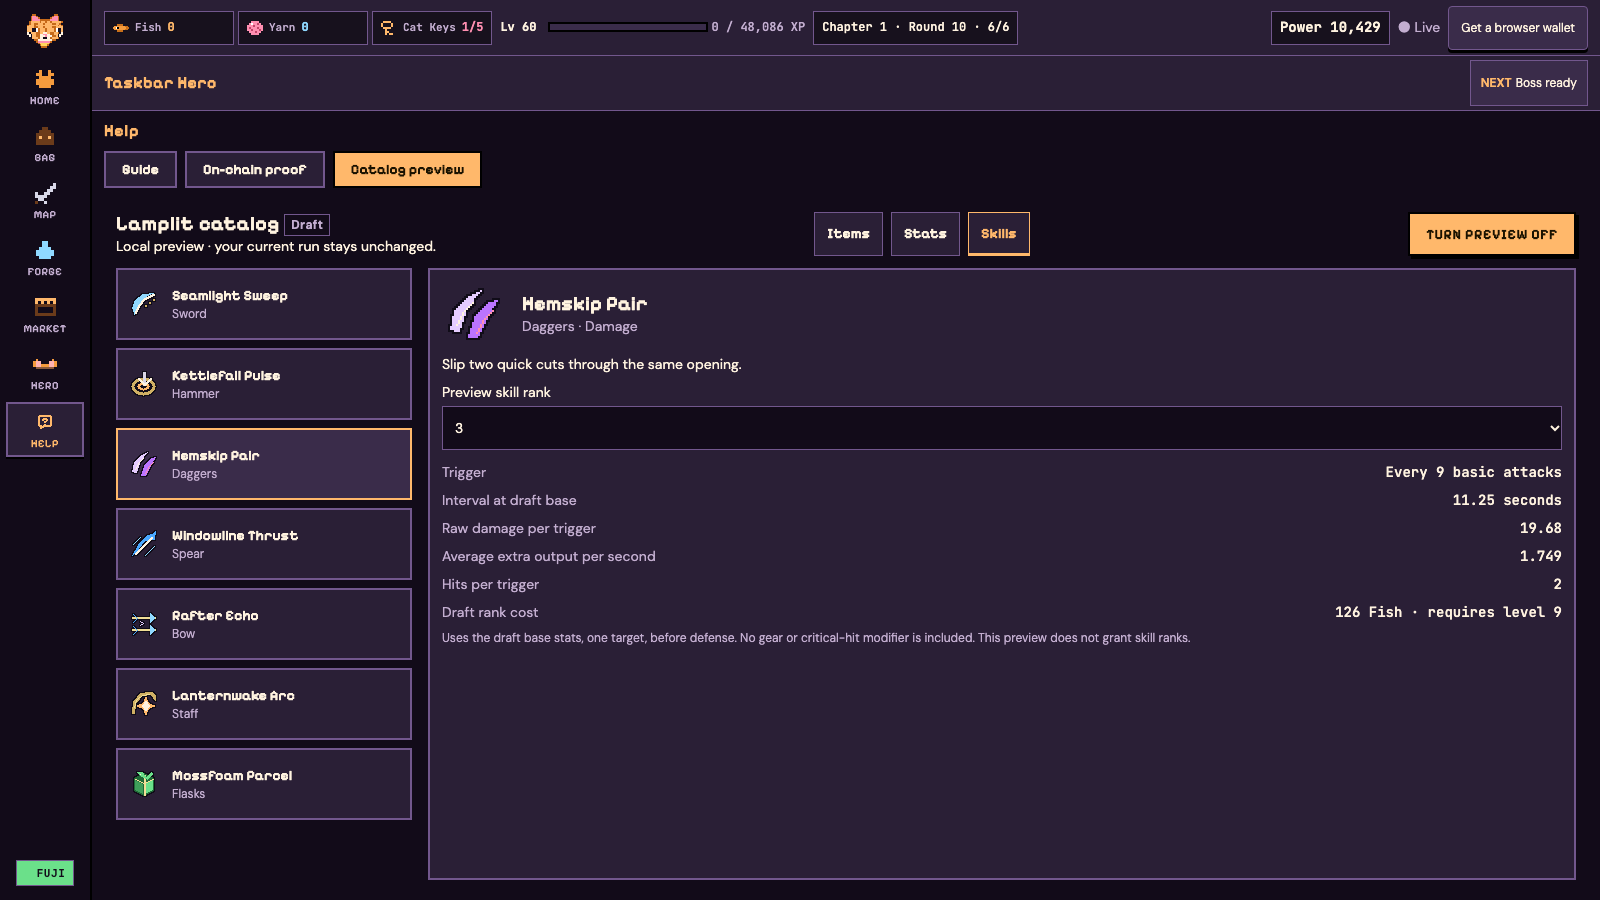 Fish 0
Yarn 0
Cat Keys 1/5
Lv 60
0 / 48,086 XP
Chapter 1 · Round 10 · 6/6
Power 10,429
Live
Get a browser wallet
HOME
BAG
MAP
FORGE
MARKET
HERO
HELP
FUJI
Taskbar Hero
NEXT Boss ready
Help
Guide
On-chain proof
Catalog preview
Lamplit catalog
Draft
Local preview · your current run stays unchanged.
Items
Stats
Skills
TURN PREVIEW OFF
Seamlight Sweep
Sword
Kettlefall Pulse
Hammer
Hemskip Pair
Daggers
Windowline Thrust
Spear
Rafter Echo
Bow
Lanternwake Arc
Staff
Mossfoam Parcel
Flasks
Hemskip Pair
Daggers · Damage
Slip two quick cuts through the same opening.
Preview skill rank
3
Trigger
Every 9 basic attacks
Interval at draft base
11.25 seconds
Raw damage per trigger
19.68
Average extra output per second
1.749
Hits per trigger
2
Draft rank cost
126 Fish · requires level 9
Uses the draft base stats, one target, before defense. No gear or critical-hit modifier is included. This preview does not grant skill ranks.